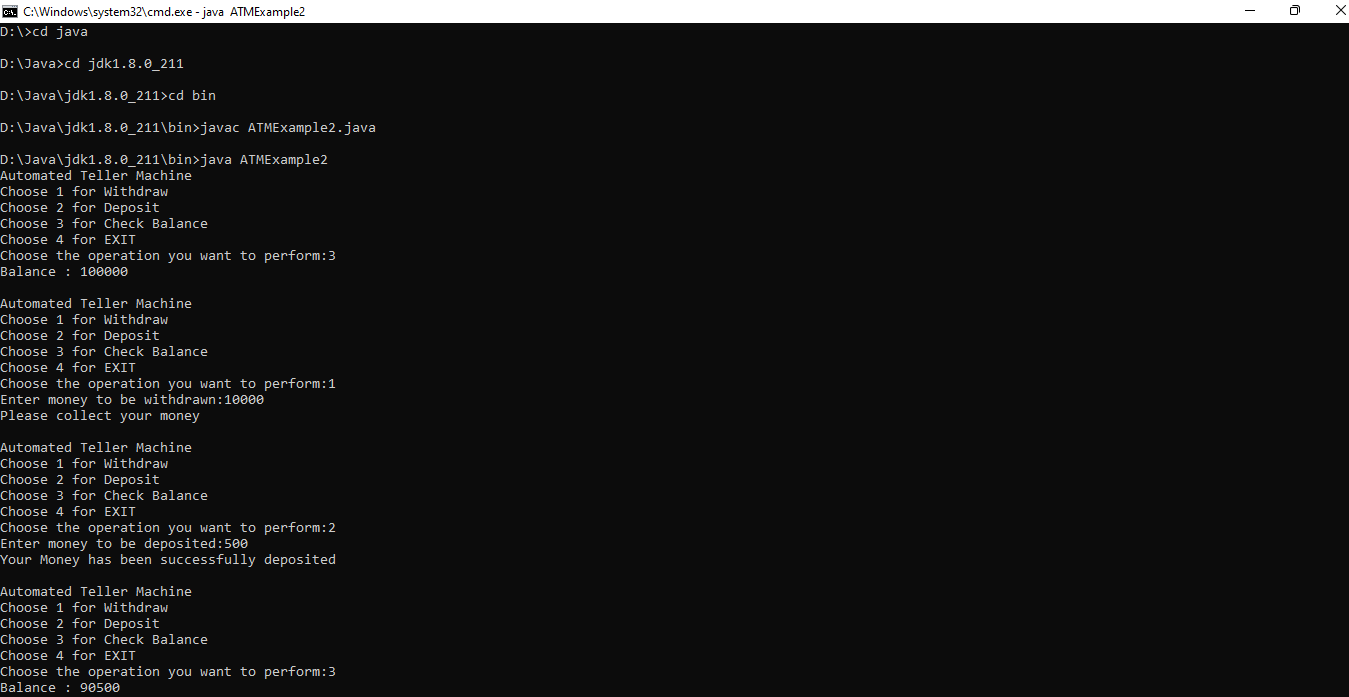 C:\Windows\system32\cmd.exe - java  ATMExample2
D:\>cd java
D:\Java>cd jdk1.8.0_211
D:\Java\jdk1.8.0_211>cd bin
D:\Java\jdk1.8.0_211\bin>javac ATMExample2.java
D:\Java\jdk1.8.0_211\bin>java ATMExample2
Automated Teller Machine
Choose 1 for Withdraw
Choose 2 for Deposit
Choose 3 for Check Balance
Choose 4 for EXIT
Choose the operation you want to perform:3
Balance : 100000
Automated Teller Machine
Choose 1 for Withdraw
Choose 2 for Deposit
Choose 3 for Check Balance
Choose 4 for EXIT
Choose the operation you want to perform:1
Enter money to be withdrawn:10000
Please collect your money
Automated Teller Machine
Choose 1 for Withdraw
Choose 2 for Deposit
Choose 3 for Check Balance
Choose 4 for EXIT
Choose the operation you want to perform:2
Enter money to be deposited:500
Your Money has been successfully deposited
Automated Teller Machine
Choose 1 for Withdraw
Choose 2 for Deposit
Choose 3 for Check Balance
Choose 4 for EXIT
Choose the operation you want to perform:3
Balance : 90500